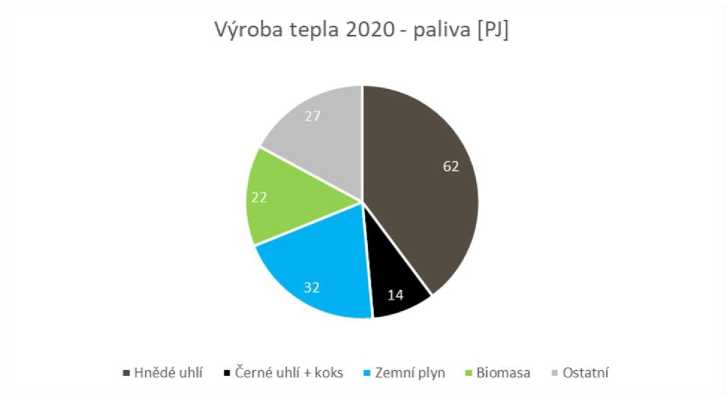 Výroba tepla 2020 - paliva [PJ]
27
62
22
32
14
Hnědé uhlí Černé uhlí + koks Zemní plyn Biomasa Ostatní